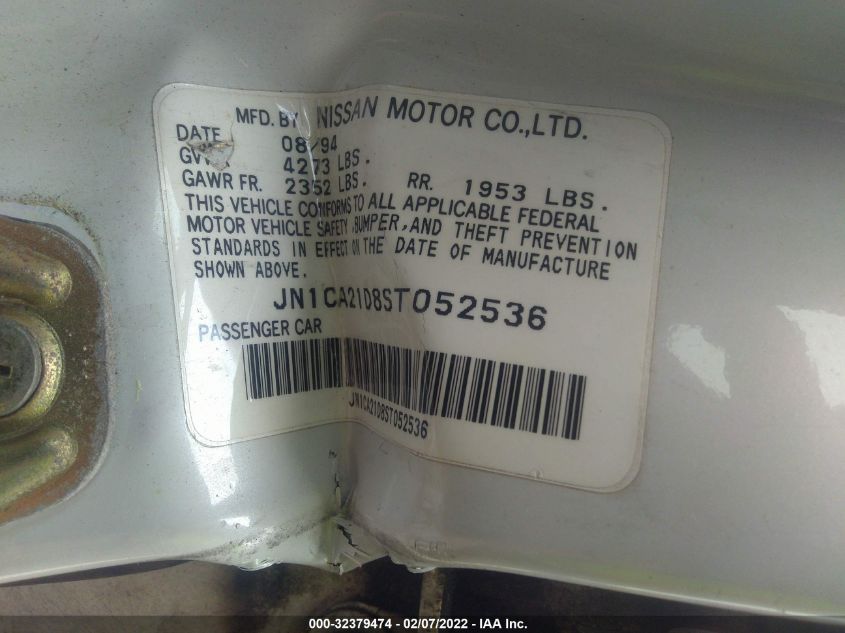 MFD. BY NISSAN MOTOR CO.,LTD.
DATE 08/94
GVW 4273 LBS.
GAWR FR. 2352 LBS. RR. 1953 LBS.
THIS VEHICLE CONFORMS TO ALL APPLICABLE FEDERAL
MOTOR VEHICLE SAFETY, BUMPER, AND THEFT PREVENTION
STANDARDS IN EFFECT ON THE DATE OF MANUFACTURE
SHOWN ABOVE.
JN1CA21D8ST052536
PASSENGER CAR
JN1CA21D8ST052536
000-32379474 - 02/07/2022 - IAA Inc.